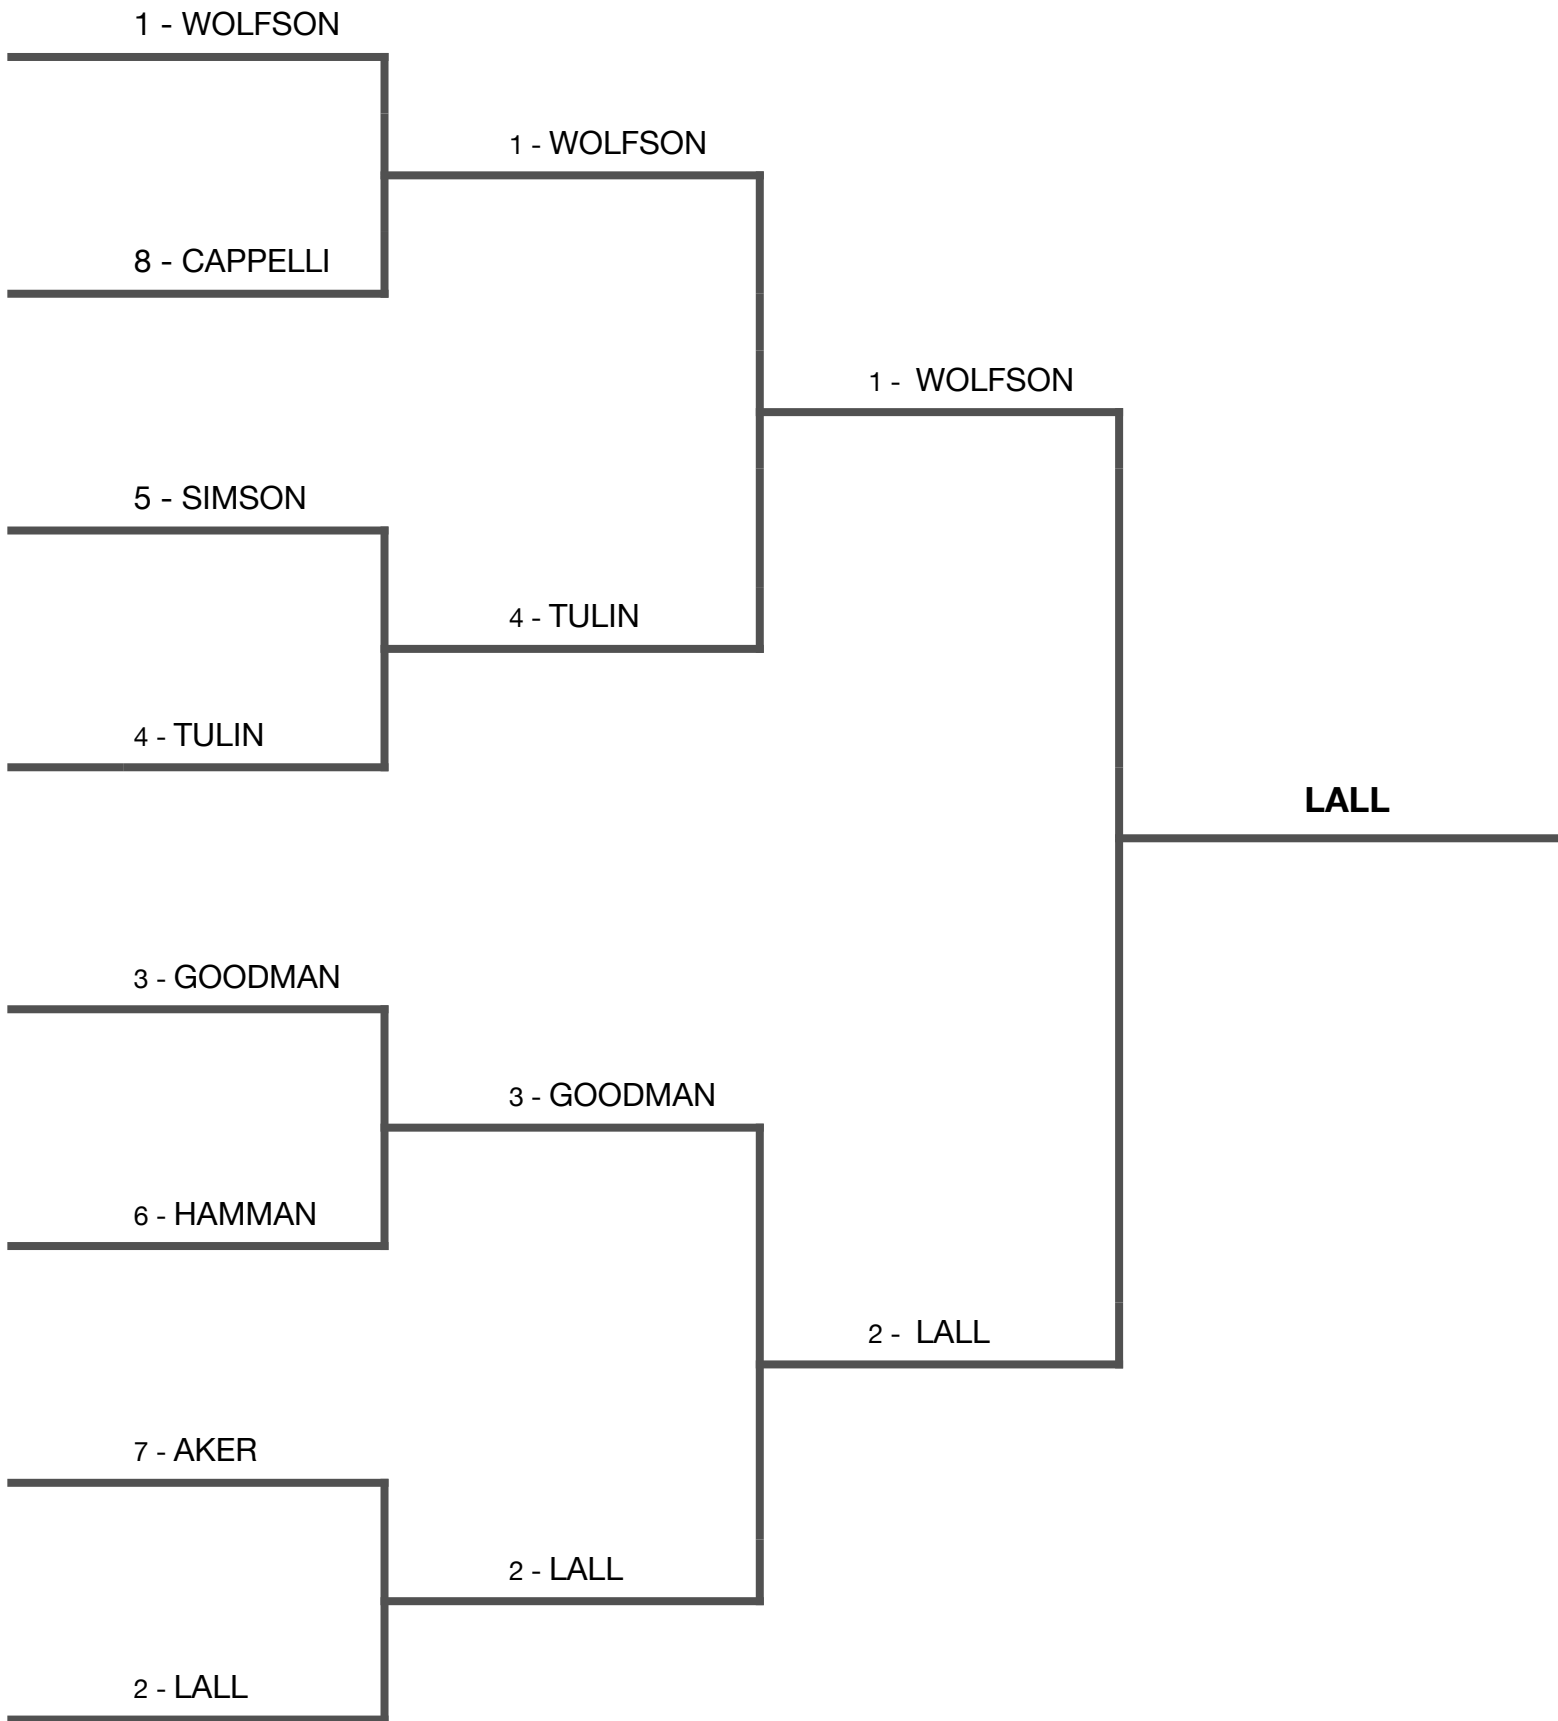 1 - WOLFSON
1 - WOLFSON
8 - CAPPELLI
1 - WOLFSON
5 - SIMSON
4 - TULIN
4 - TULIN
LALL
3 - GOODMAN
3 - GOODMAN
6 - HAMMAN
2 - LALL
7 - AKER
2 - LALL
2 - LALL